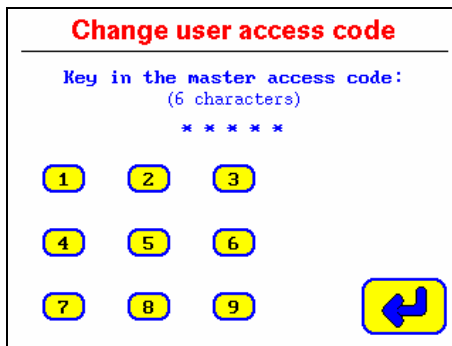 Change user access code
Key in the master access code:
(6 characters)
* * * * *
1 2 3
4 5 6
7 8 9